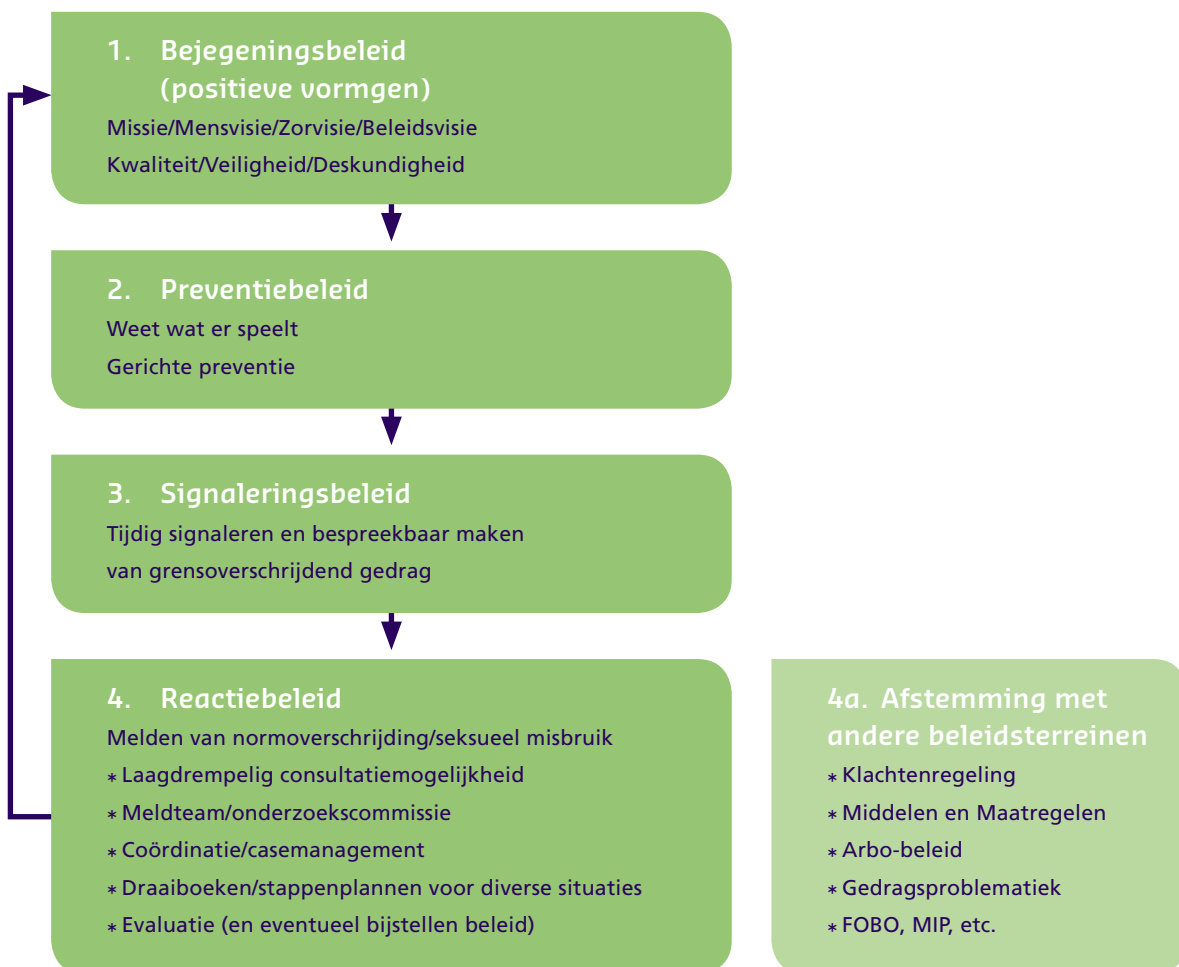 1. Bejegeningsbeleid
(positieve vormgen)
Missie/Mensvisie/Zorvisie/Beleidsvisie
Kwaliteit/Veiligheid/Deskundigheid
2. Preventiebeleid
Weet wat er speelt
Gerichte preventie
3. Signaleringsbeleid
Tijdig signaleren en bespreekbaar maken
van grensoverschrijdend gedrag
4. Reactiebeleid
Melden van normoverschrijding/seksueel misbruik
* Laagdrempelig consultatiemogelijkheid
* Meldteam/onderzoekscommissie
* Coördinatie/casemanagement
* Draaiboeken/stappenplannen voor diverse situaties
* Evaluatie (en eventueel bijstellen beleid)
4a. Afstemming met
andere beleidsterreinen
* Klachtenregeling
* Middelen en Maatregelen
* Arbo-beleid
* Gedragsproblematiek
* FOBO, MIP, etc.